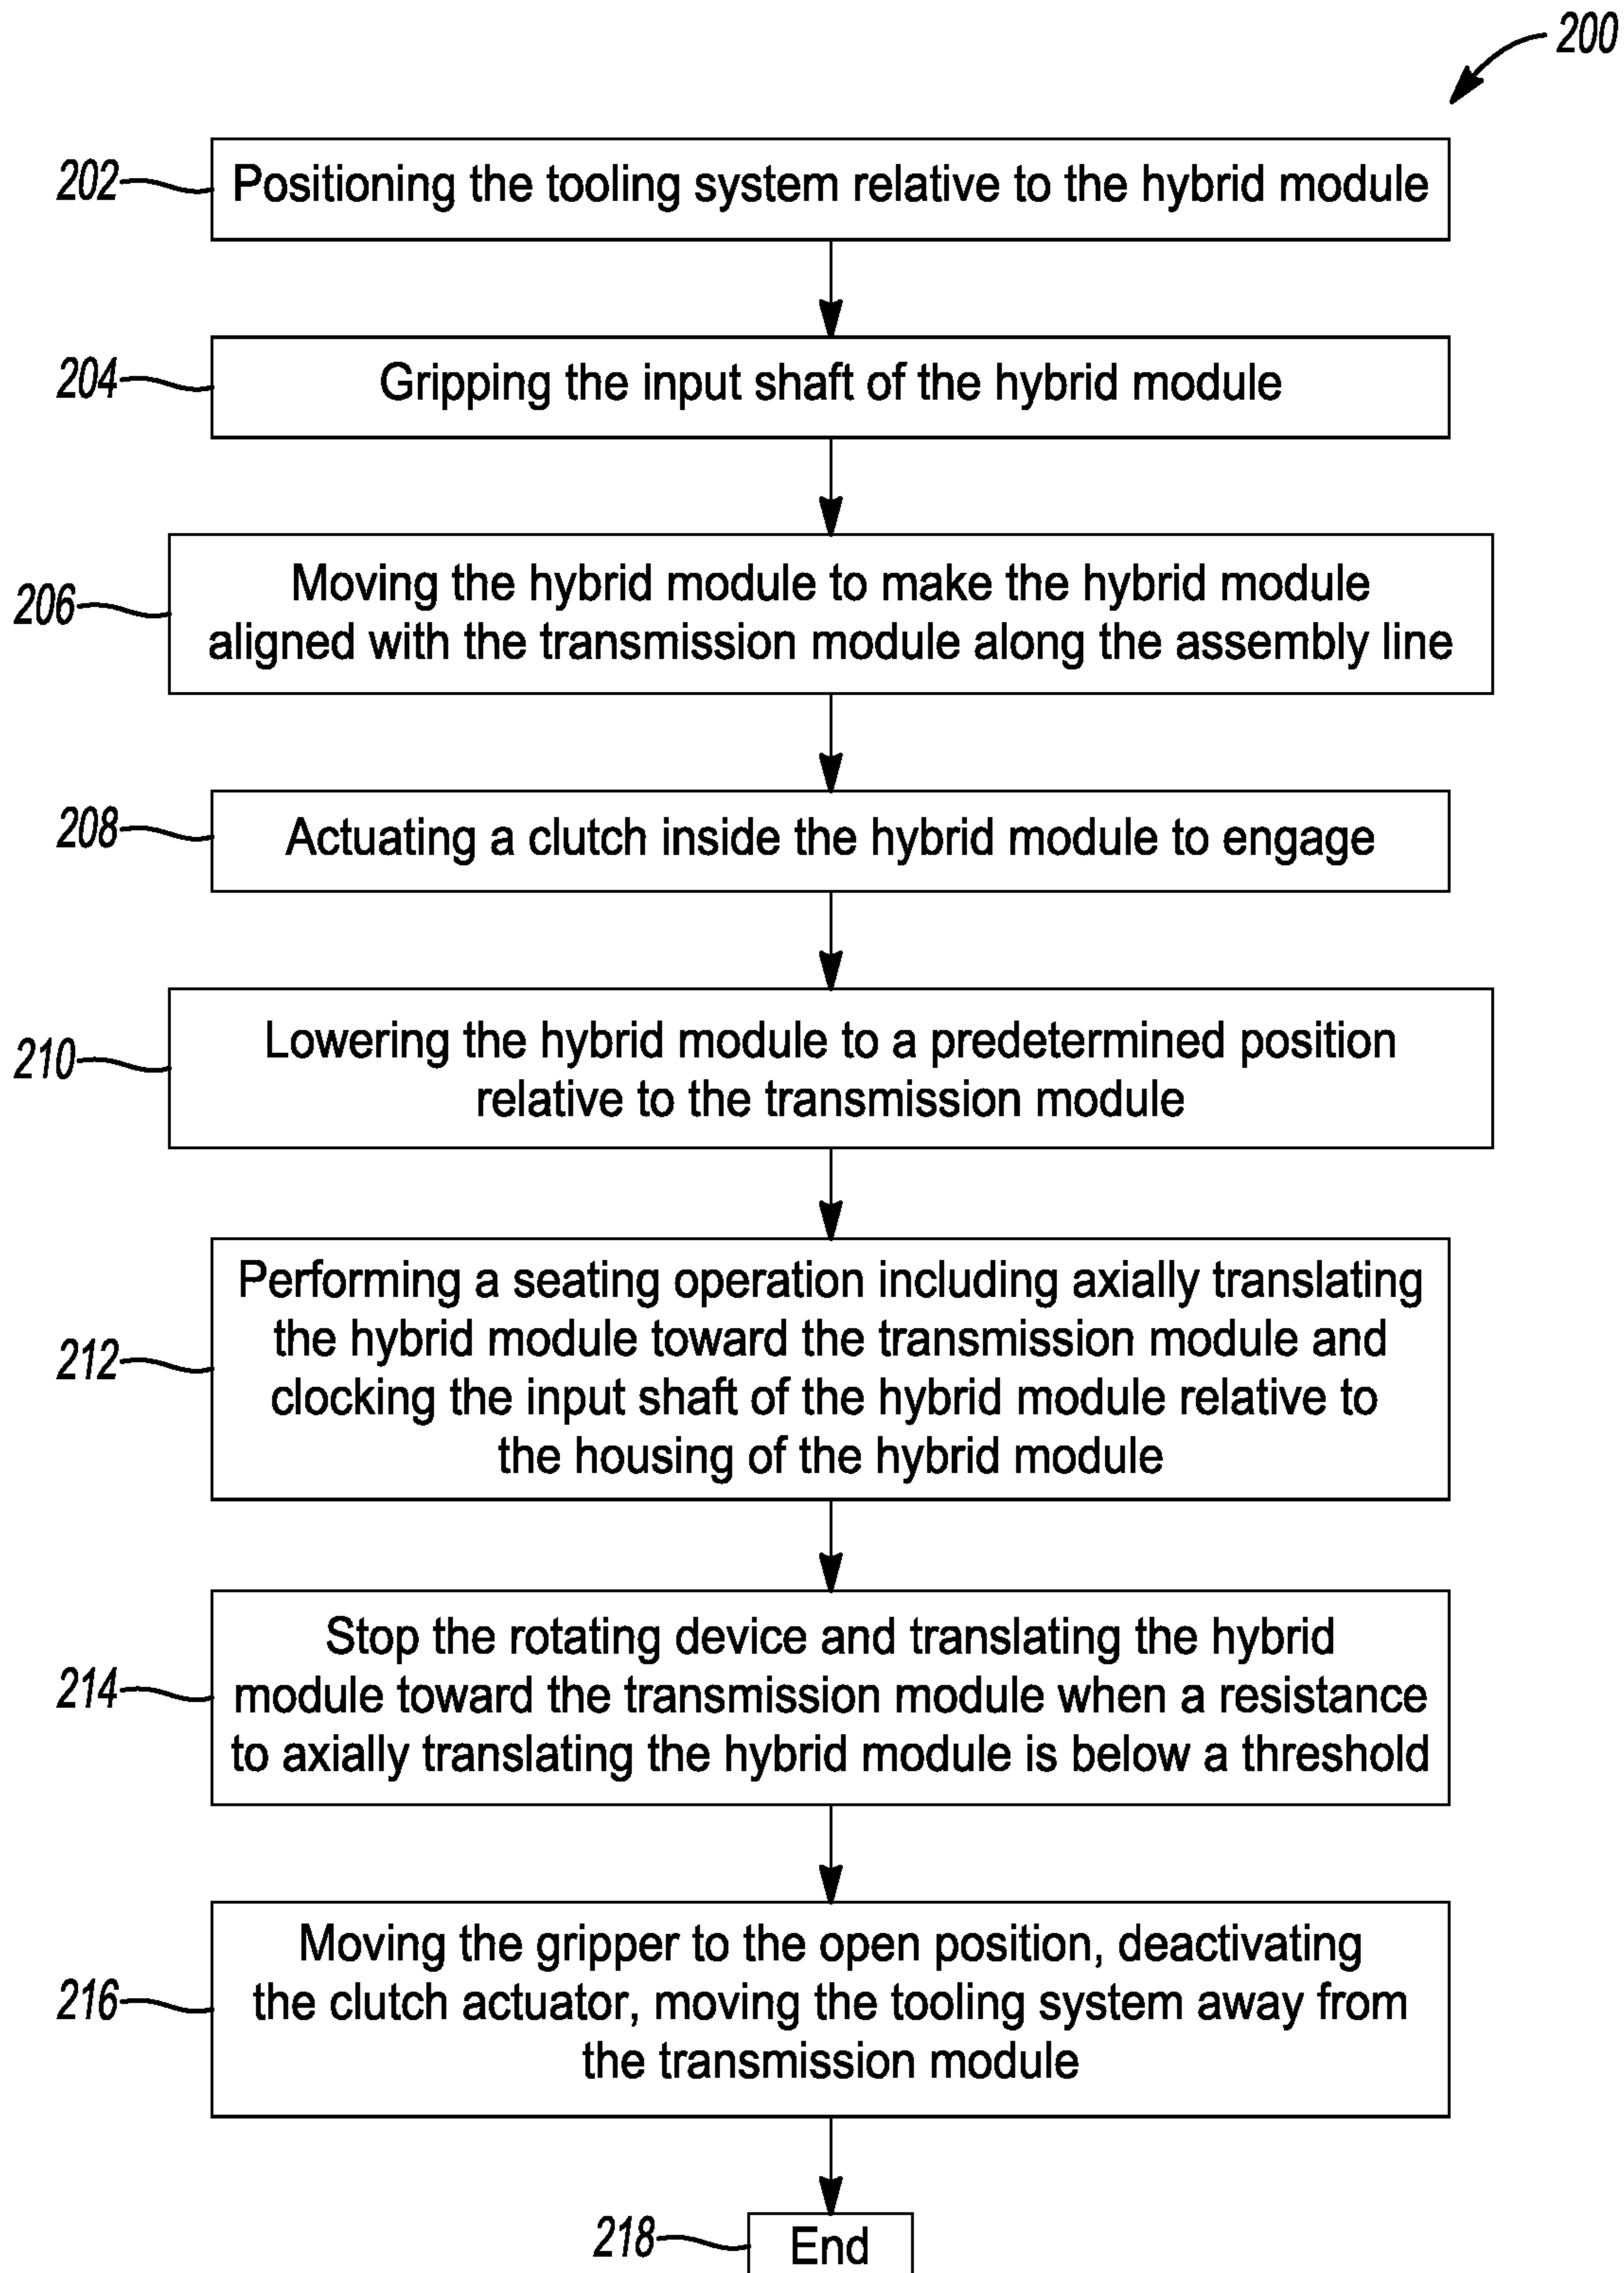 200
202
Positioning the tooling system relative to the hybrid module
204
Gripping the input shaft of the hybrid module
206
Moving the hybrid module to make the hybrid module
aligned with the transmission module along the assembly line
208
Actuating a clutch inside the hybrid module to engage
210
Lowering the hybrid module to a predetermined position
relative to the transmission module
212
Performing a seating operation including axially translating
the hybrid module toward the transmission module and
clocking the input shaft of the hybrid module relative to
the housing of the hybrid module
214
Stop the rotating device and translating the hybrid
module toward the transmission module when a resistance
to axially translating the hybrid module is below a threshold
216
Moving the gripper to the open position, deactivating
the clutch actuator, moving the tooling system away from
the transmission module
218
End